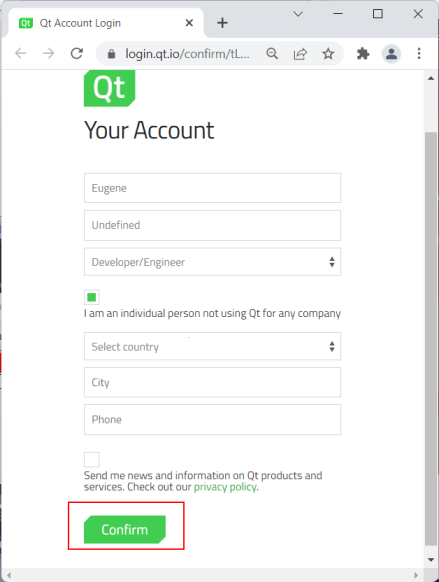 Qt Qt Account Login
login.qt.io/confirm/tL...
Qt
Your Account
Eugene
Undefined
Developer/Engineer
I am an individual person not using Qt for any company
Select country
City
Phone
Send me news and information on Qt products and
services. Check out our privacy policy.
Confirm